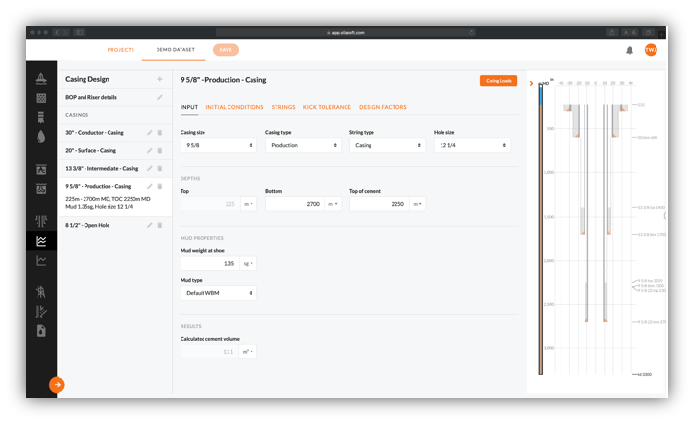 app.oliasoft.com
PROJECTS
DEMO DATASET
SAVE
TWJ
Casing Design
BOP and Riser details
CASINGS
30" - Conductor - Casing
20" - Surface - Casing
13 3/8" - Intermediate - Casing
9 5/8" - Production - Casing
225m - 2700m MD, TOC 2250m MD
Mud 1.35sg, Hole size 12 1/4
8 1/2" - Open Hole
9 5/8" - Production - Casing
Casing Loads
INPUT
INITIAL CONDITIONS
STRINGS
KICK TOLERANCE
DESIGN FACTORS
Casing size
Casing type
String type
Hole size
9 5/8
Production
Casing
12 1/4
DEPTHS
Top
Bottom
Top of cement
225 m
2700 m
2250 m
MUD PROPERTIES
Mud weight at shoe
1.35 sg
Mud type
Default WBM
RESULTS
Calculated cement volume
m³
MD
500
1,000
1,500
2,000
2,500
3,000